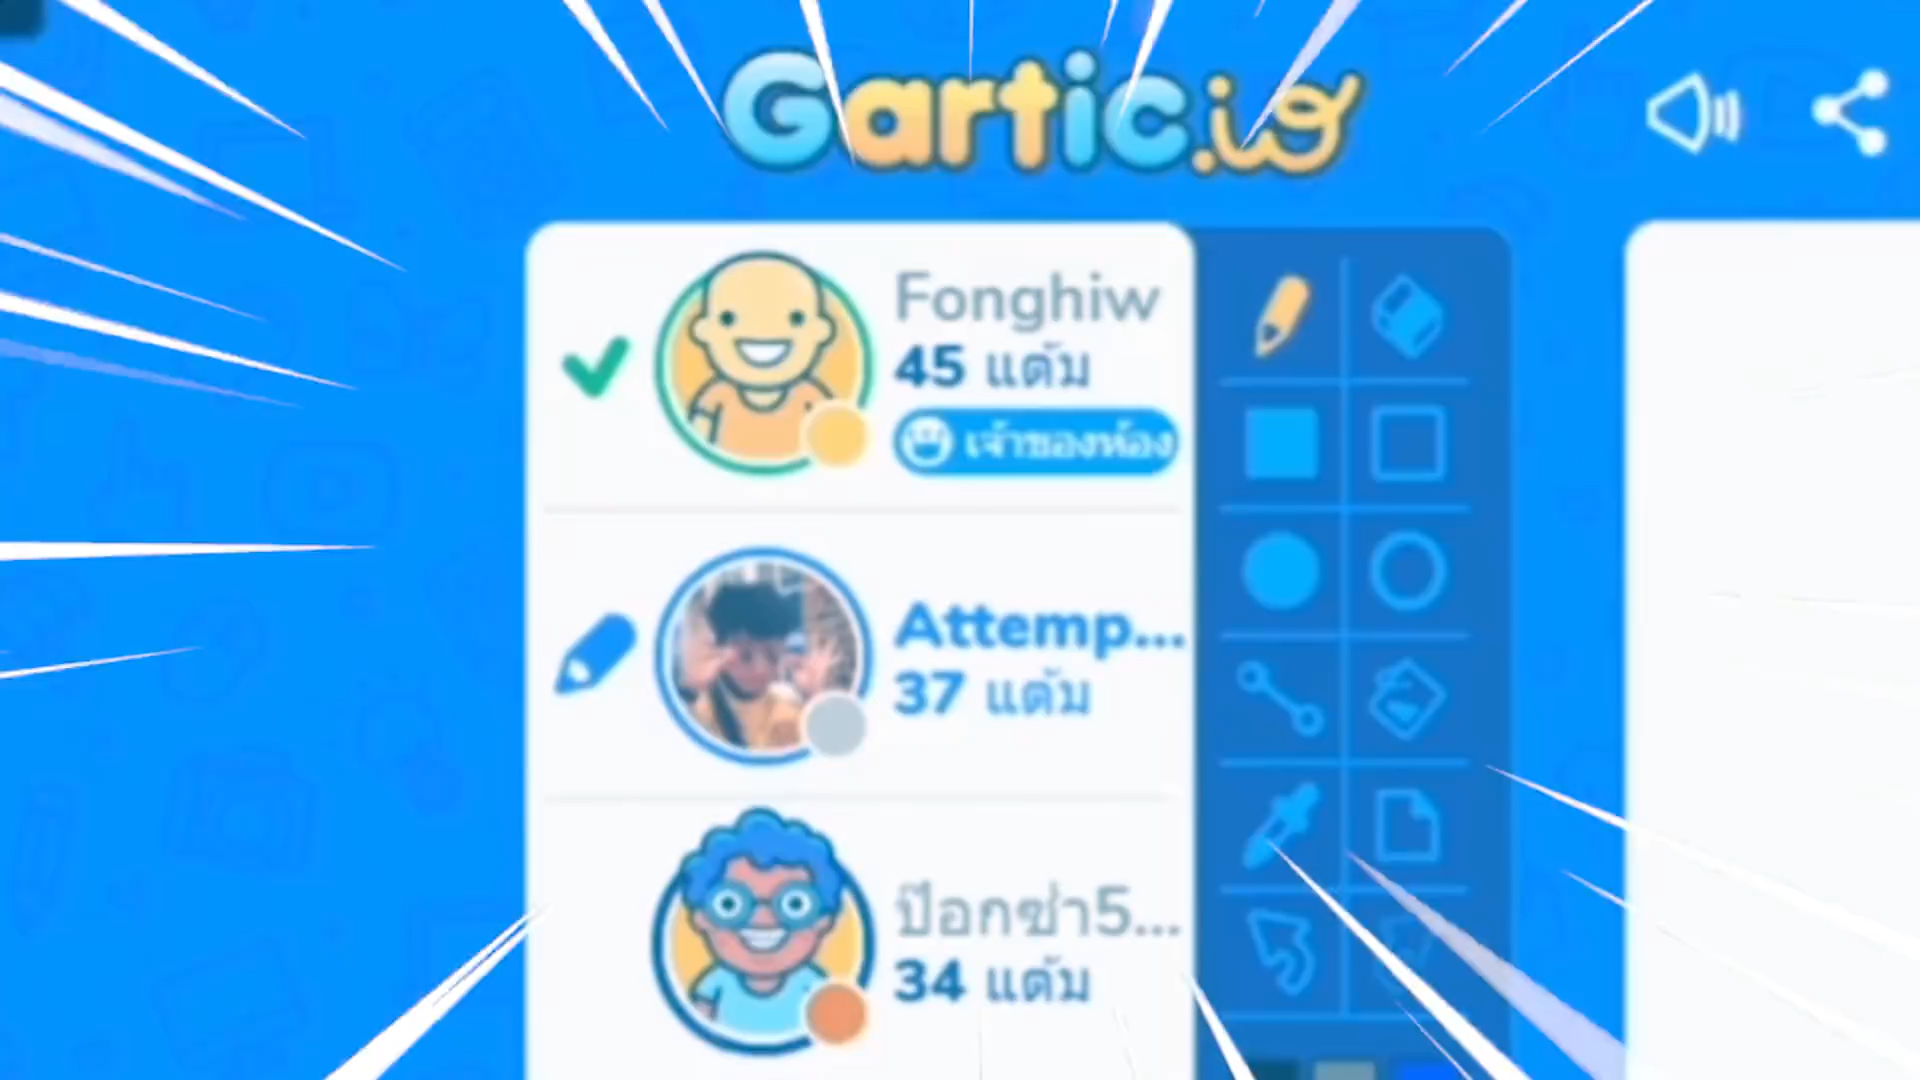 Gartic.io
Fonghiw
45 แต้ม
เจ้าของห้อง
Attemp...
37 แต้ม
ป๊อกซ่า5...
34 แต้ม